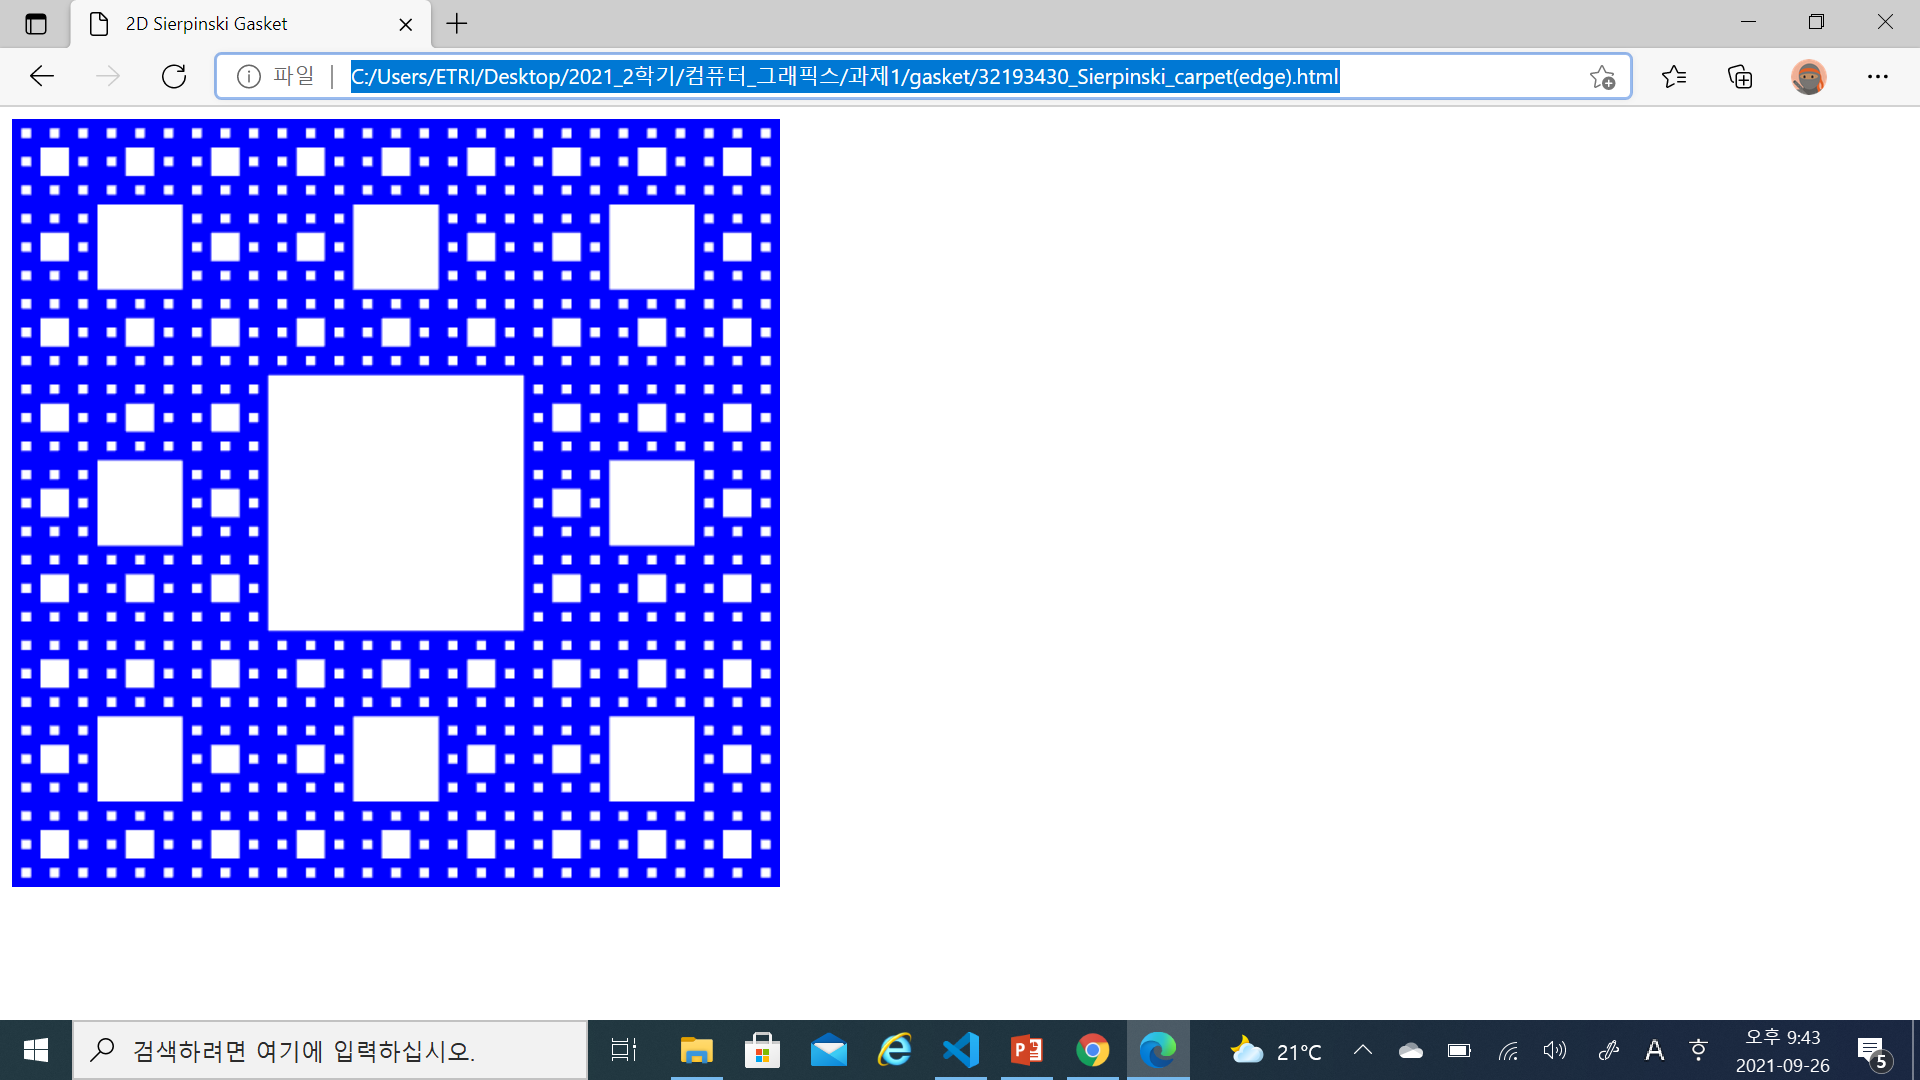 2D Sierpinski Gasket
파일 C:/Users/ETRI/Desktop/2021_2학기/컴퓨터_그래픽스/과제1/gasket/32193430_Sierpinski_carpet(edge).html
검색하려면 여기에 입력하십시오.
21°C
A
오후 9:43
2021-09-26
5